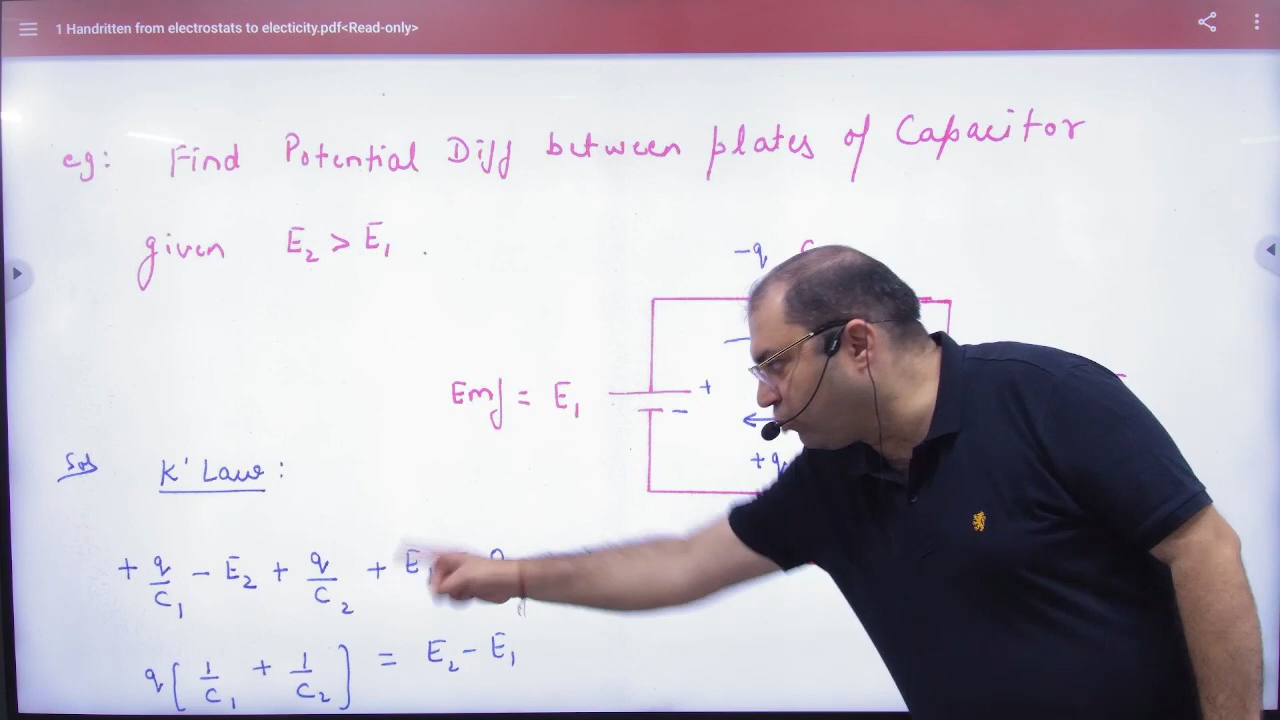 1 Handritten from electrostats to electicity.pdf<Read-only>
eg: Find Potential Diff between plates of Capacitor
given E₂ > E₁ .
-q
Emf = E₁
+
-
+q
Sol K' Law :
+ q/C₁ - E₂ + q/C₂ + E₁
q[1/C₁ + 1/C₂] = E₂ - E₁